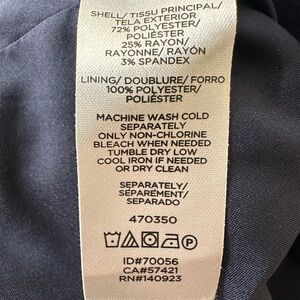 SHELL/ TISSU PRINCIPAL/
TELA EXTERIOR
72% POLYESTER/
POLIÉSTER
25% RAYON/
RAYONNE/ RAYÓN
3% SPANDEX
LINING/ DOUBLURE/ FORRO
100% POLYESTER/
POLIÉSTER
MACHINE WASH COLD
SEPARATELY
ONLY NON-CHLORINE
BLEACH WHEN NEEDED
TUMBLE DRY LOW
COOL IRON IF NEEDED
OR DRY CLEAN
SEPARATELY/
SÉPARÉMENT/
SEPARADO
470350
ID#70056
CA#57421
RN#140923